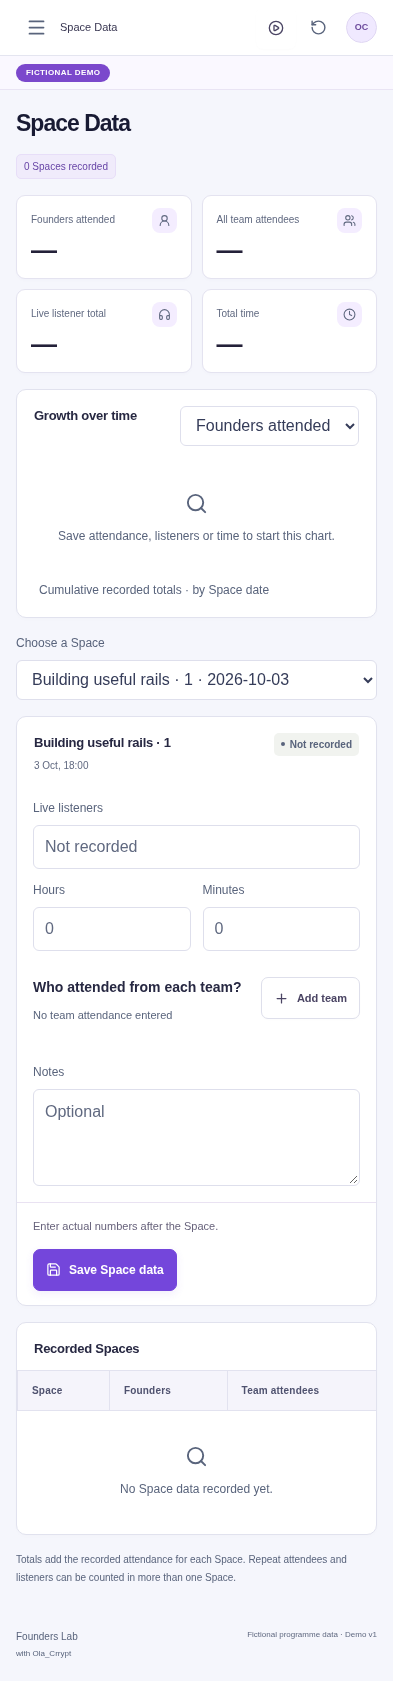 Space Data
OC
FICTIONAL DEMO
Space Data
0 Spaces recorded
Founders attended
—
All team attendees
—
Live listener total
—
Total time
—
Growth over time
Founders attended
Save attendance, listeners or time to start this chart.
Cumulative recorded totals · by Space date
Choose a Space
Building useful rails · 1 · 2026-10-03
Building useful rails · 1
Not recorded
3 Oct, 18:00
Live listeners
Not recorded
Hours
Minutes
0
0
Who attended from each team?
Add team
No team attendance entered
Notes
Optional
Enter actual numbers after the Space.
Save Space data
Recorded Spaces
Space
Founders
Team attendees
No Space data recorded yet.
Totals add the recorded attendance for each Space. Repeat attendees and
listeners can be counted in more than one Space.
Founders Lab
with Ola_Crrypt
Fictional programme data · Demo v1